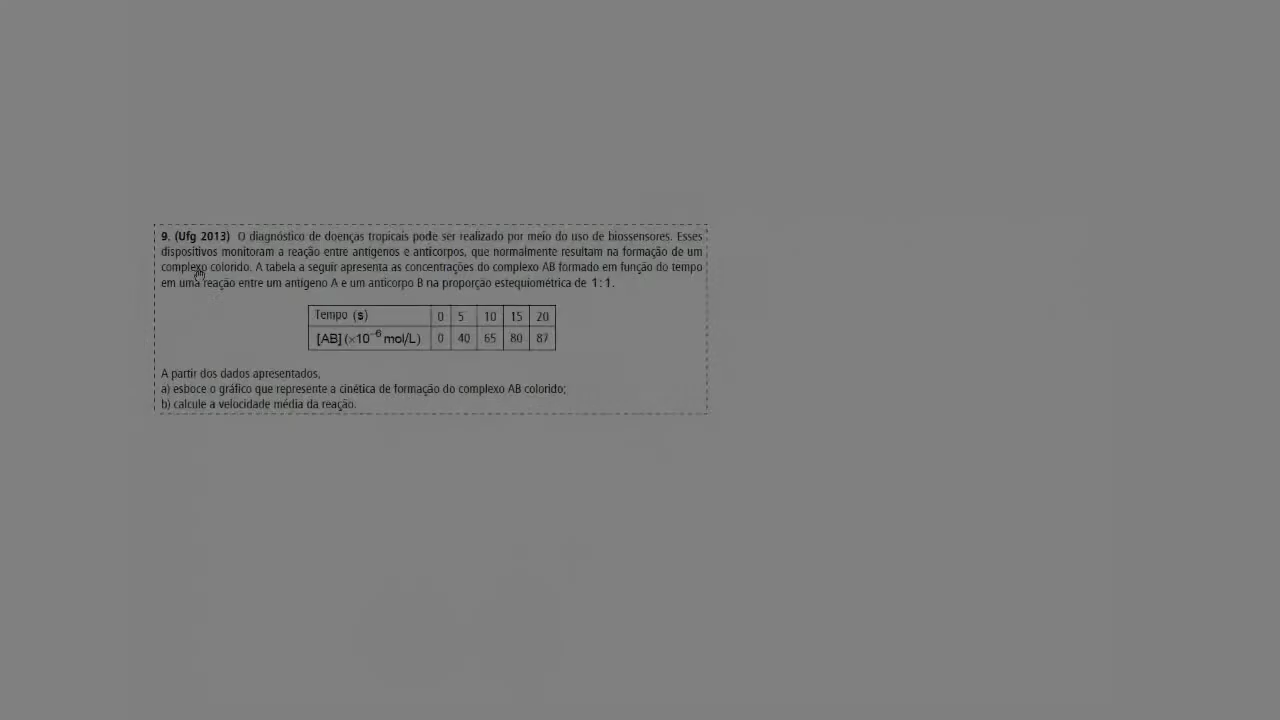 9. (Ufg 2013) O diagnóstico de doenças tropicais pode ser realizado por meio do uso de biossensores. Esses
dispositivos monitoram a reação entre antígenos e anticorpos, que normalmente resultam na formação de um
complexo colorido. A tabela a seguir apresenta as concentrações do complexo AB formado em função do tempo
em uma reação entre um antígeno A e um anticorpo B na proporção estequiométrica de 1:1.
Tempo (s) 0 5 10 15 20
[AB] (×10⁻⁶ mol/L) 0 40 65 80 87
A partir dos dados apresentados,
a) esboce o gráfico que represente a cinética de formação do complexo AB colorido;
b) calcule a velocidade média da reação.